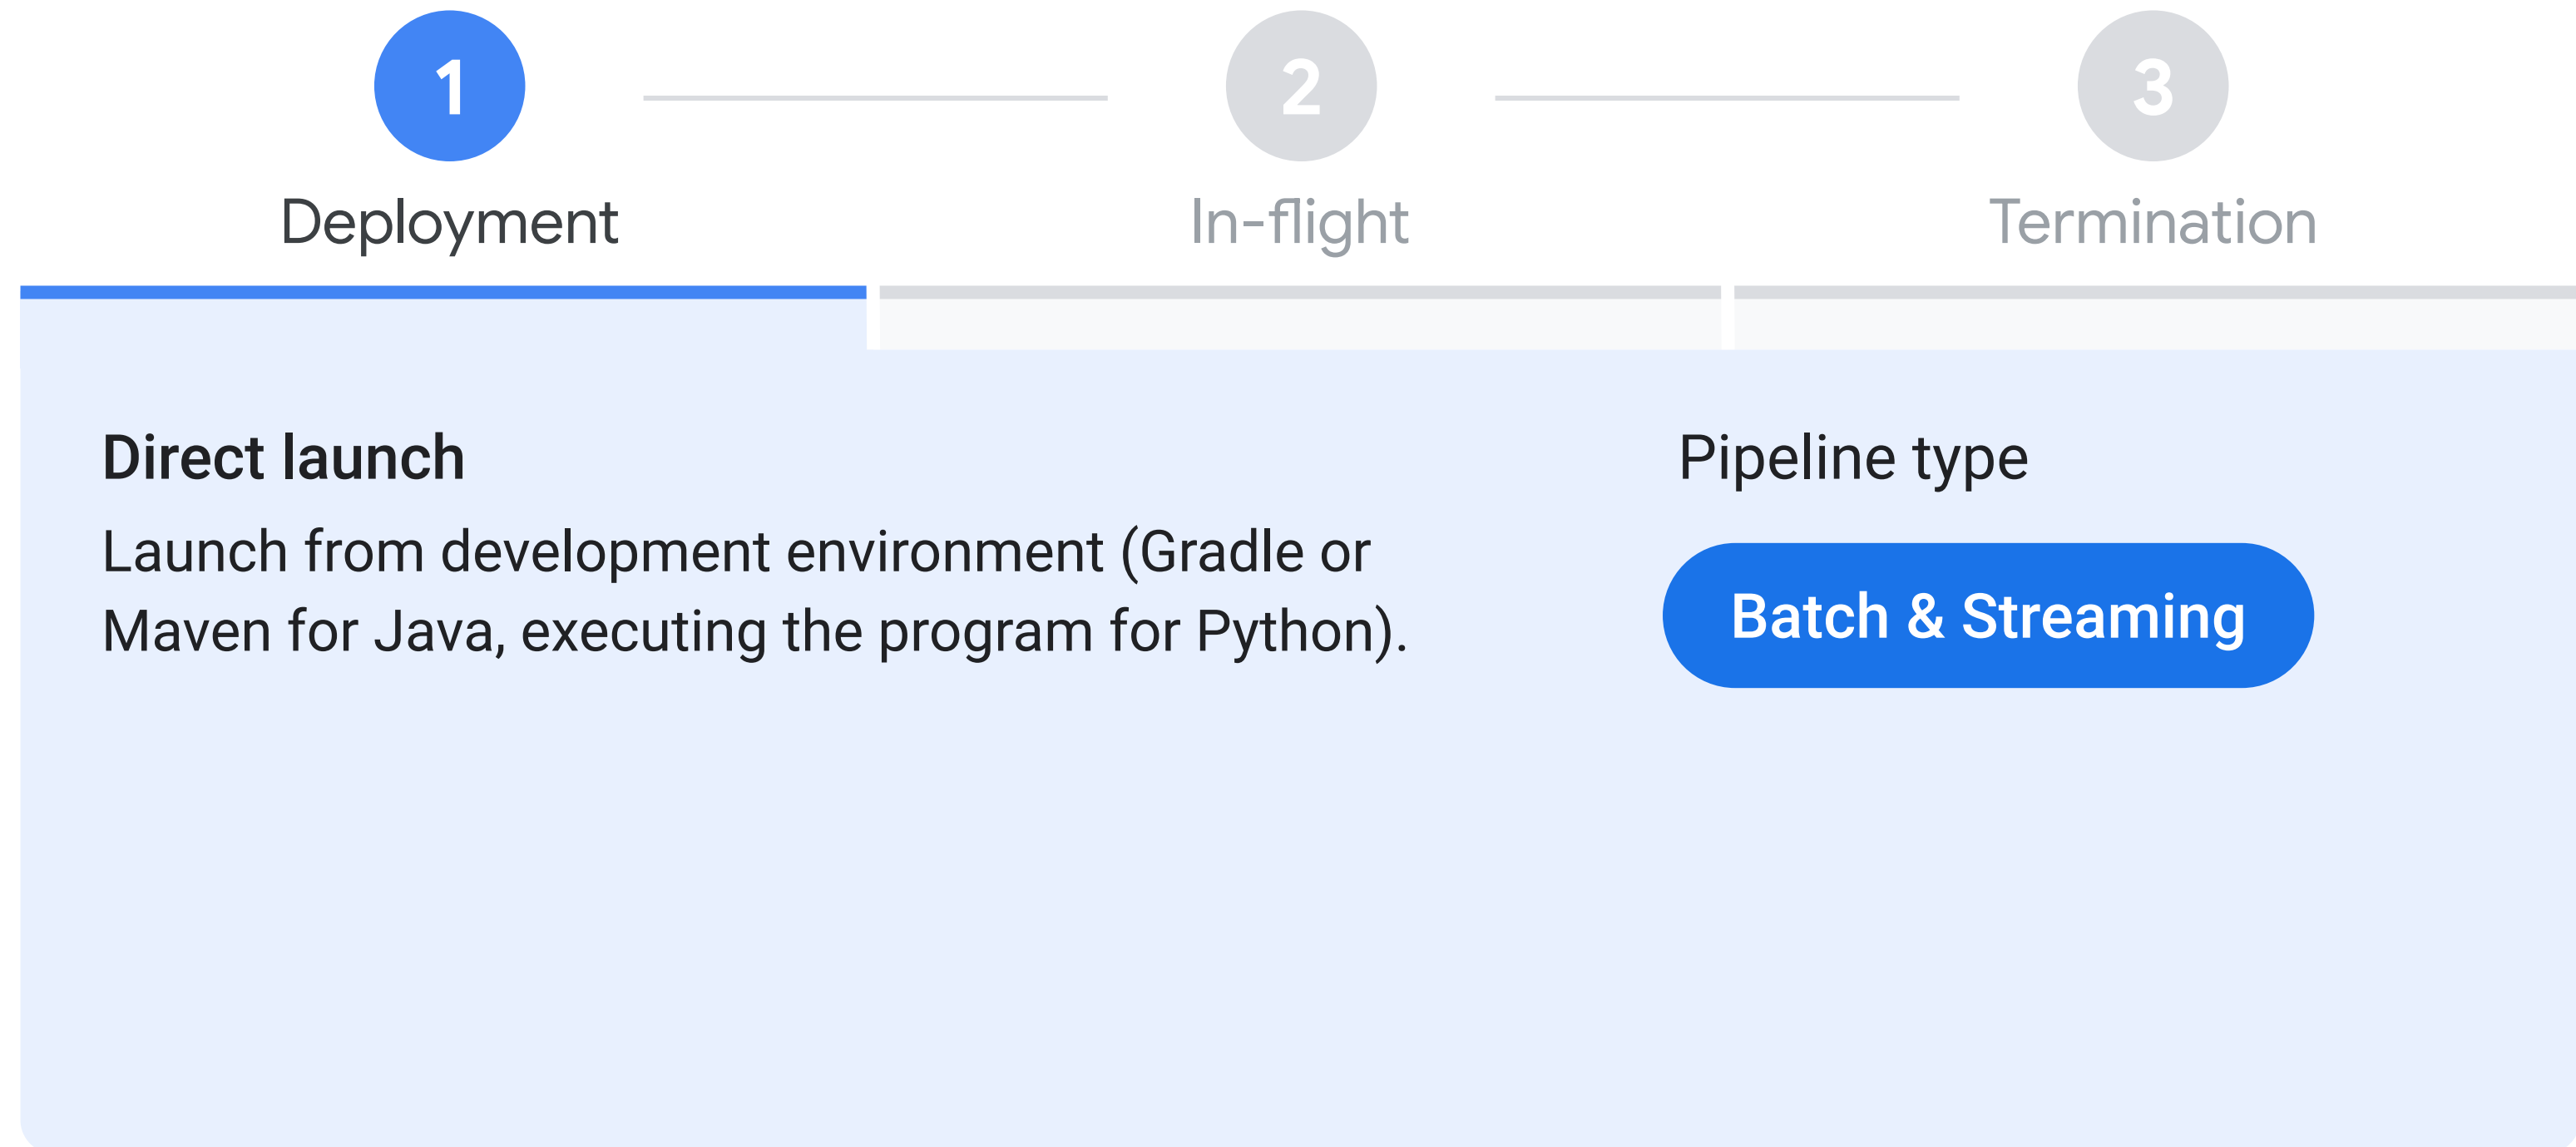 1
2
3
Deployment
In-flight
Termination
Direct launch
Pipeline type
Launch from development environment (Gradle or
Maven for Java, executing the program for Python).
Batch & Streaming